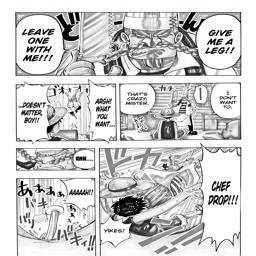 GIVE ME
A LEG!!
LEAVE
ONE
WITH
ME!!!
I
DON'T
WANT
TO.
THAT'S
CRAZY,
MISTER.
ARGH!
WHAT
YOU
WANT...
...DOESN'T
MATTER,
BOY!!
CHEF
DROP!!!
YIKES!
AAAAAH!!